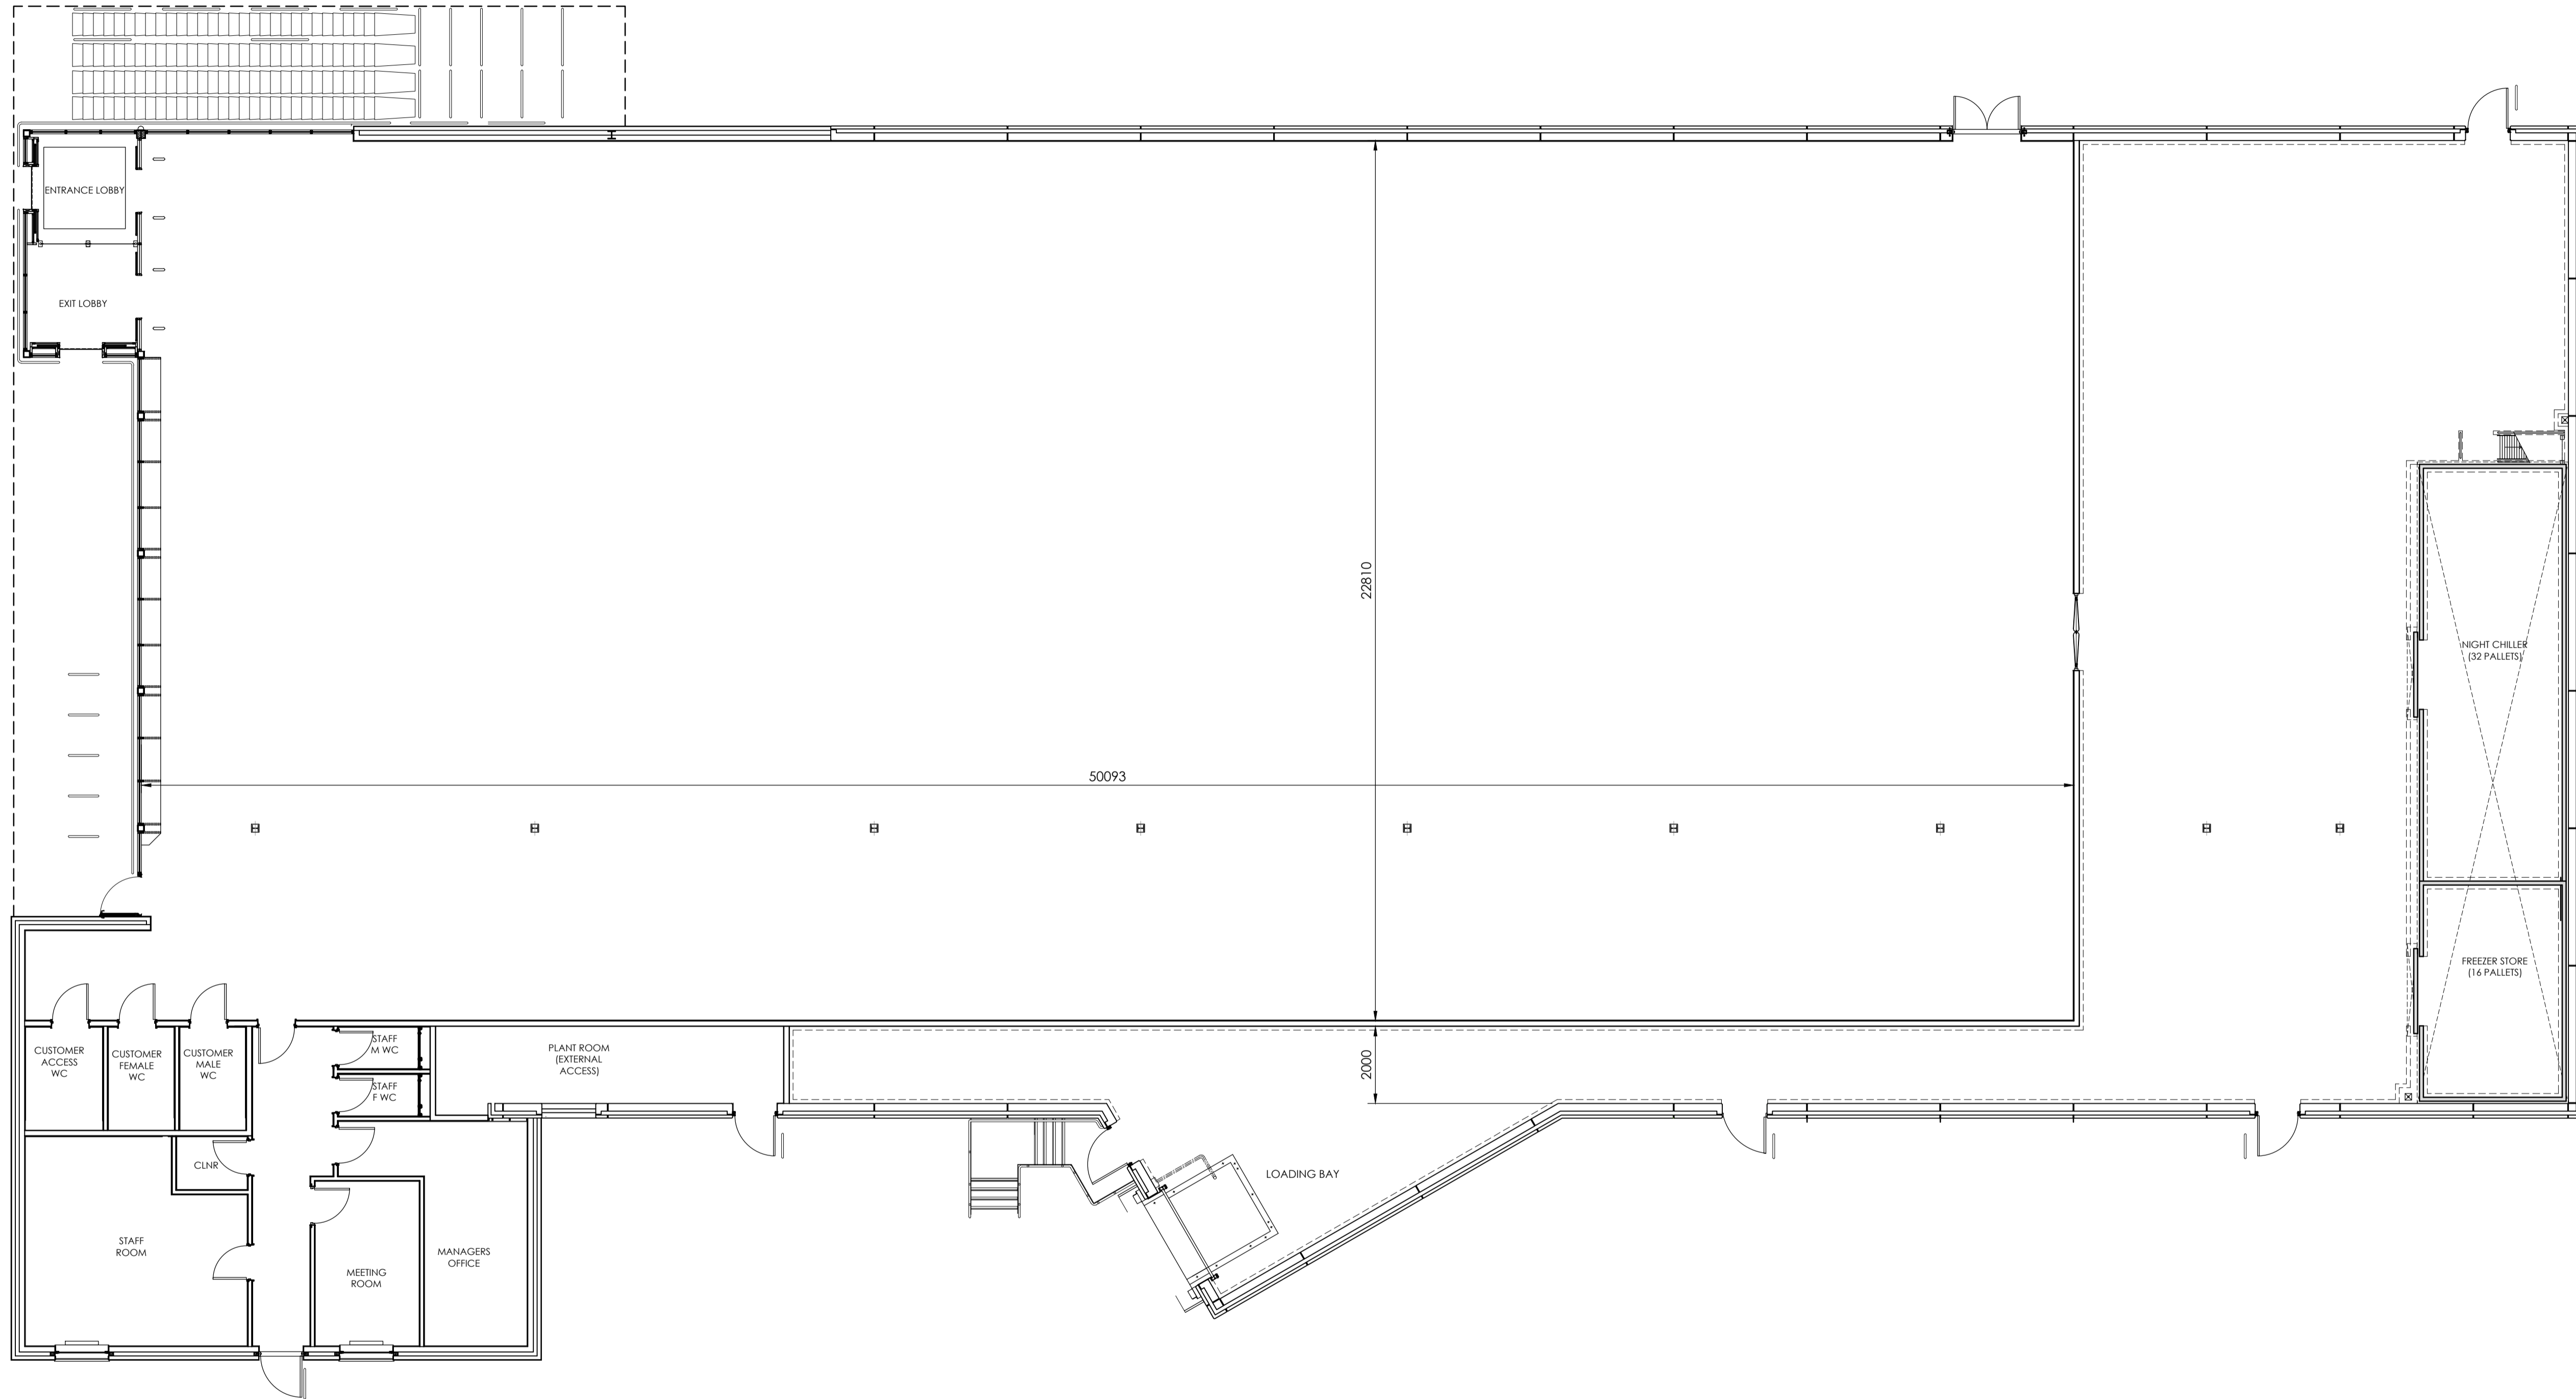 ENTRANCE LOBBY
EXIT LOBBY
22810
NIGHT CHILLER
(32 PALLETS)
50093
FREEZER STORE
(16 PALLETS)
CUSTOMER
ACCESS
WC
CUSTOMER
FEMALE
WC
CUSTOMER
MALE
WC
STAFF
M WC
STAFF
F WC
PLANT ROOM
(EXTERNAL
ACCESS)
2000
CLNR
LOADING BAY
STAFF
ROOM
MEETING
ROOM
MANAGERS
OFFICE